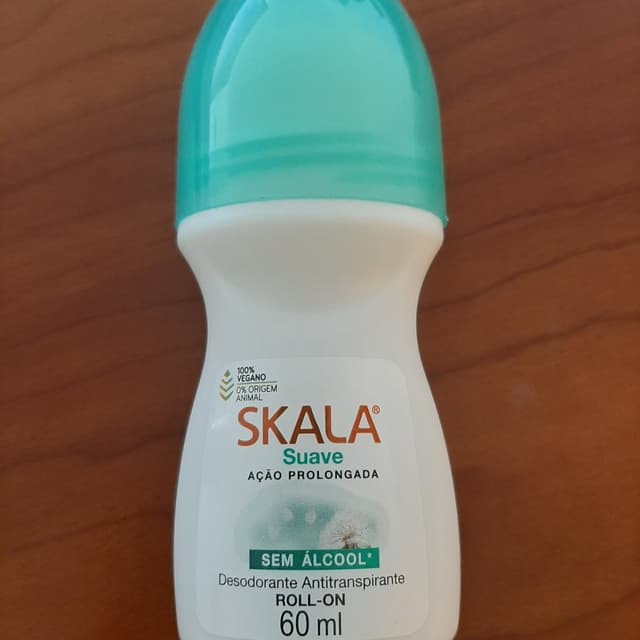 100%
VEGANO
0% ORIGEM
ANIMAL
SKALA®
Suave
AÇÃO PROLONGADA
SEM ÁLCOOL*
Desodorante Antitranspirante
ROLL-ON
60 ml